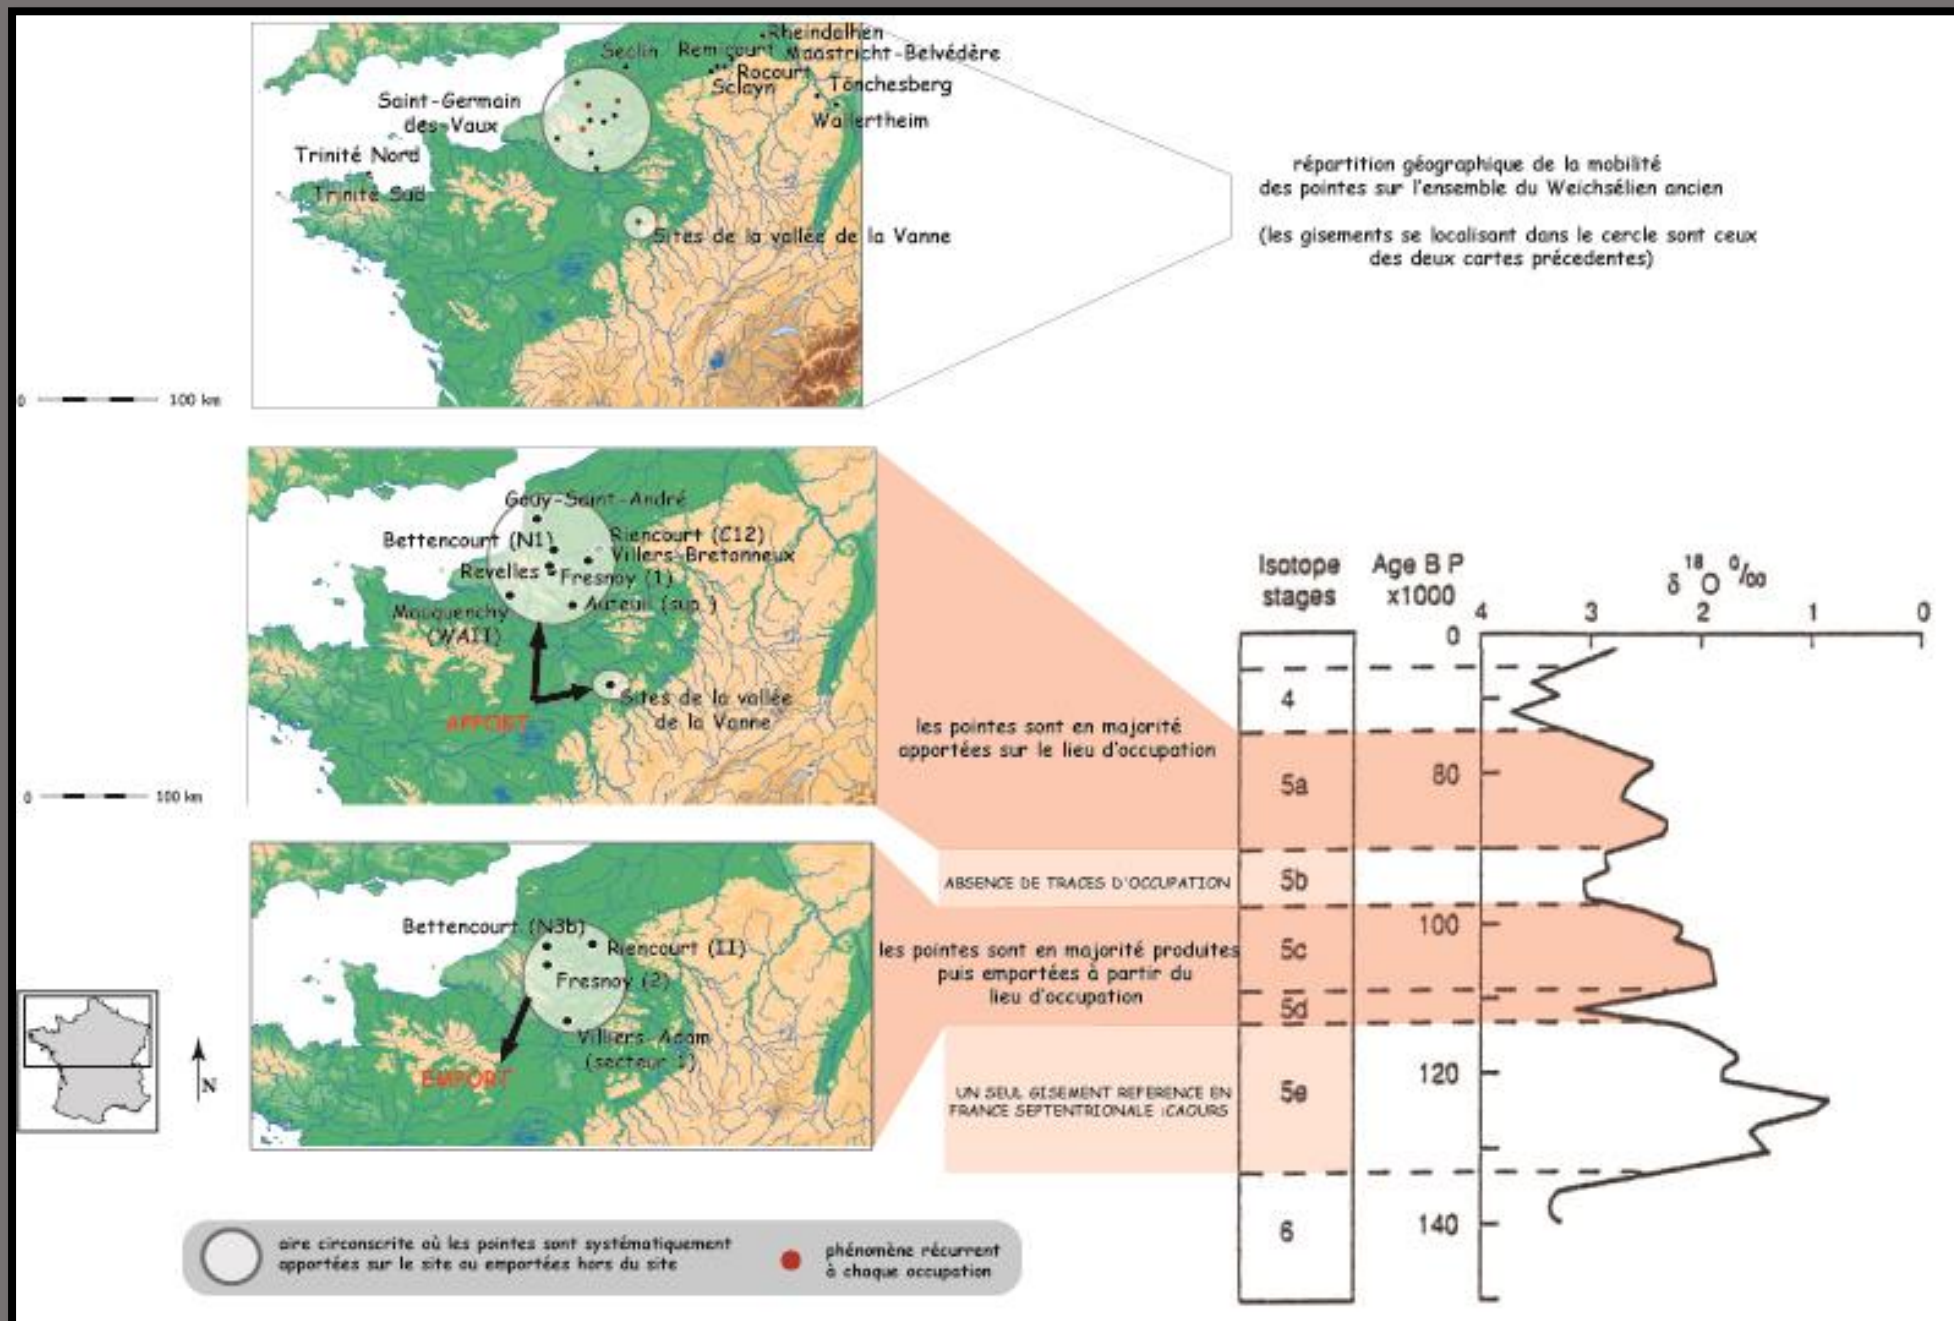 Rheindalhen
Seclin
Remicourt
Maastricht-Belvédère
Rocourt
Sclayn
Tönchesberg
Wallertheim
Saint-Germain
des-Vaux
Trinité Nord
Trinité Sud
Sites de la vallée de la Vanne
0
100 km
répartition géographique de la mobilité
des pointes sur l'ensemble du Weichsélien ancien
(les gisements se localisant dans le cercle sont ceux
des deux cartes précedentes)
Gouy-Saint-André
Bettencourt (N1)
Riencourt (C12)
Villers-Bretonneux
Revelles
Fresnoy (1)
Mauquenchy
(WAII)
Auteuil (sup.)
Sites de la vallée
de la Vanne
APPORT
0
100 km
les pointes sont en majorité
apportées sur le lieu d'occupation
ABSENCE DE TRACES D'OCCUPATION
Bettencourt (N3b)
Riencourt (II)
Fresnoy (2)
Villiers-Adam
(secteur 1)
EMPORT
les pointes sont en majorité produites
puis emportées à partir du
lieu d'occupation
UN SEUL GISEMENT REFERENCE EN
FRANCE SEPTENTRIONALE :CAOURS
N
Isotope
stages
Age B P
x1000
δ 18 O ‰
4 3 2 1 0
0
4
5a
80
5b
5c
100
5d
5e
120
6
140
aire circonscrite où les pointes sont systématiquement
apportées sur le site ou emportées hors du site
phénomène récurrent
à chaque occupation